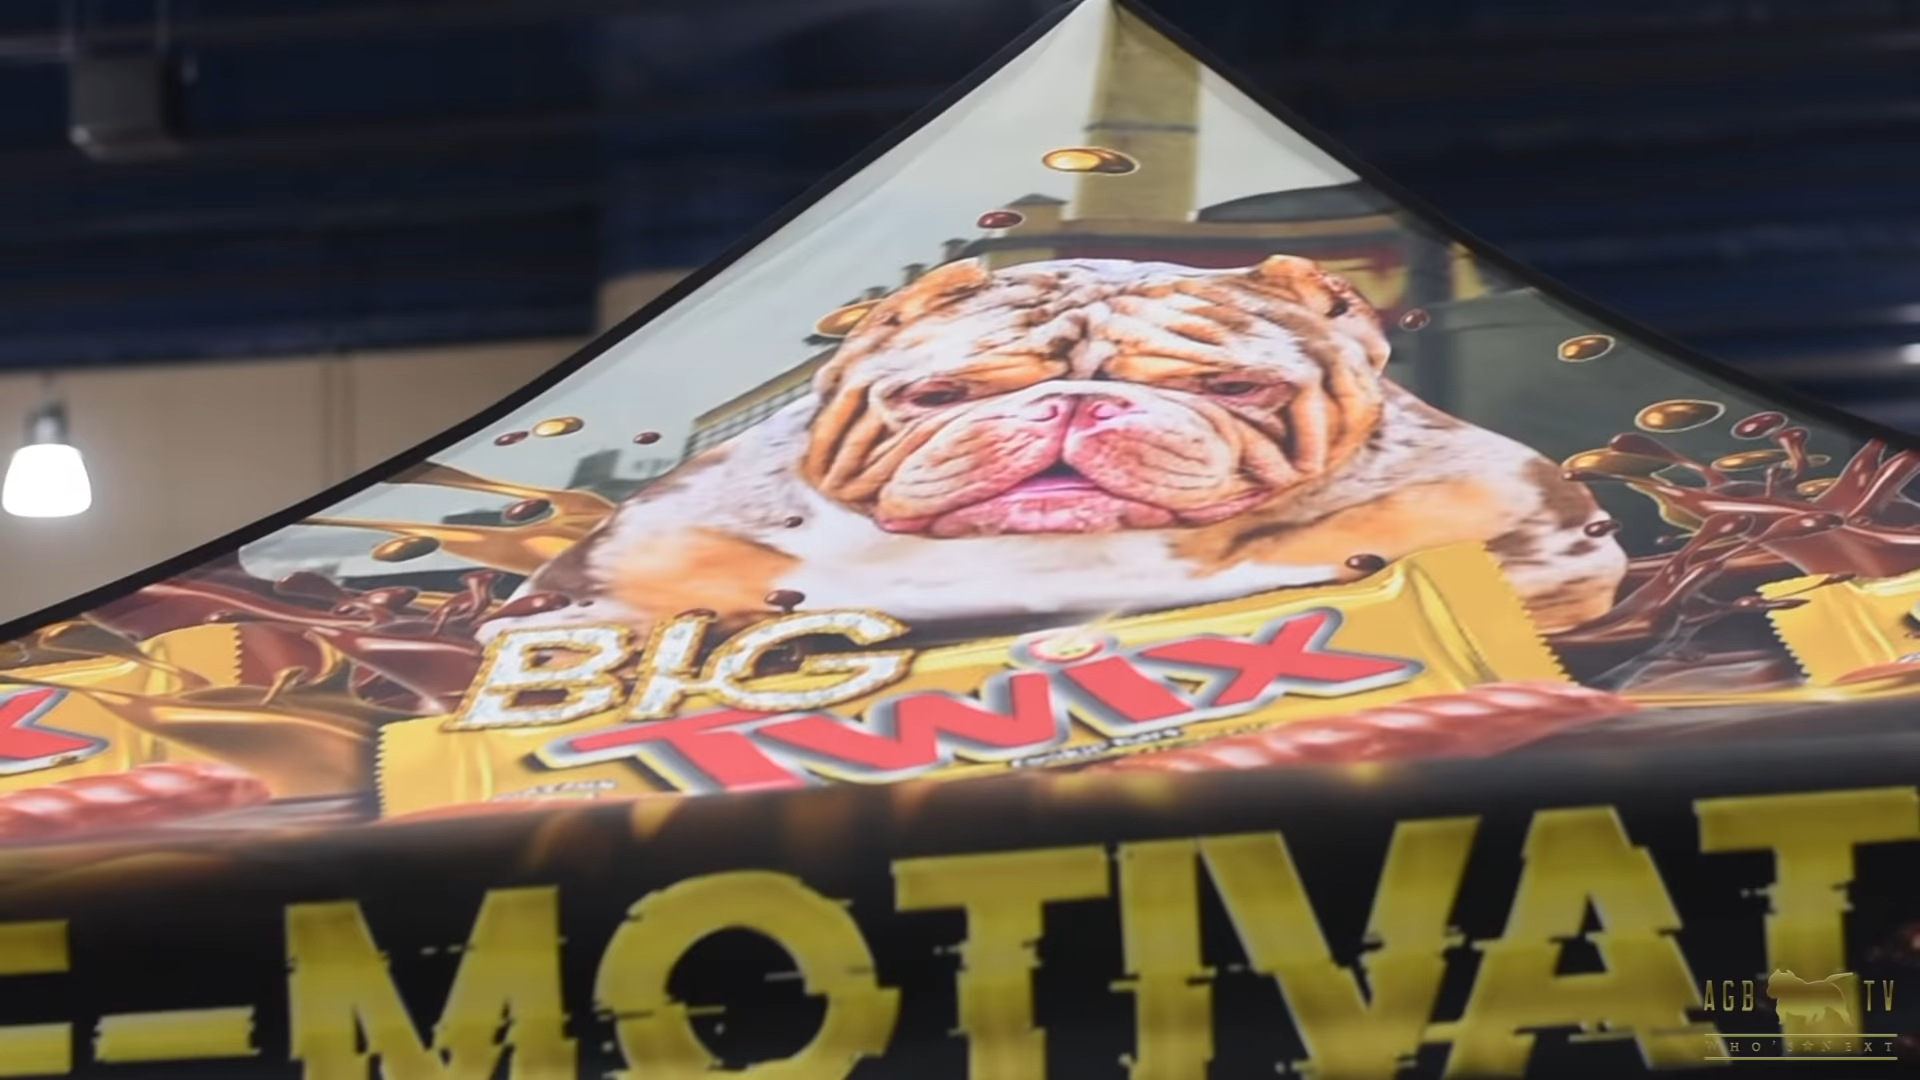 BIG
Twix
E-MOTIVAT
AGB TV
WHO'S NEXT